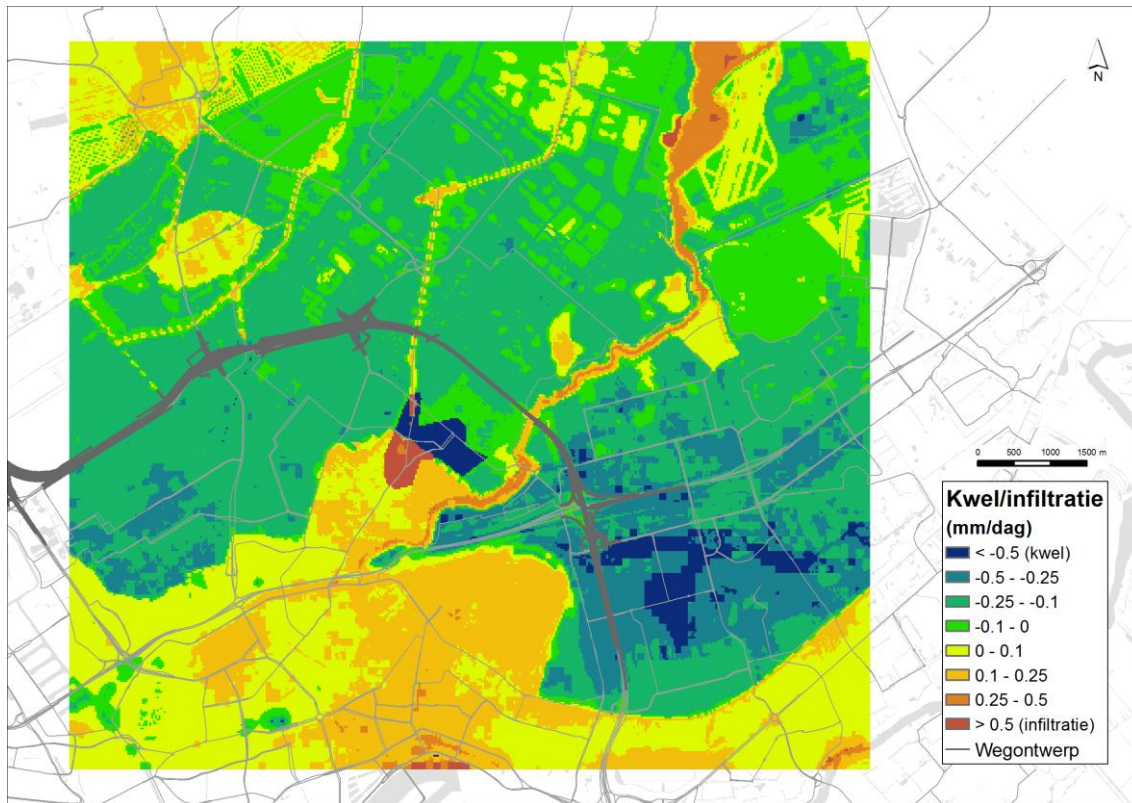 N
0 500 1000 1500 m
Kwel/infiltratie
(mm/dag)
< -0.5 (kwel)
-0.5 - -0.25
-0.25 - -0.1
-0.1 - 0
0 - 0.1
0.1 - 0.25
0.25 - 0.5
> 0.5 (infiltratie)
Wegontwerp